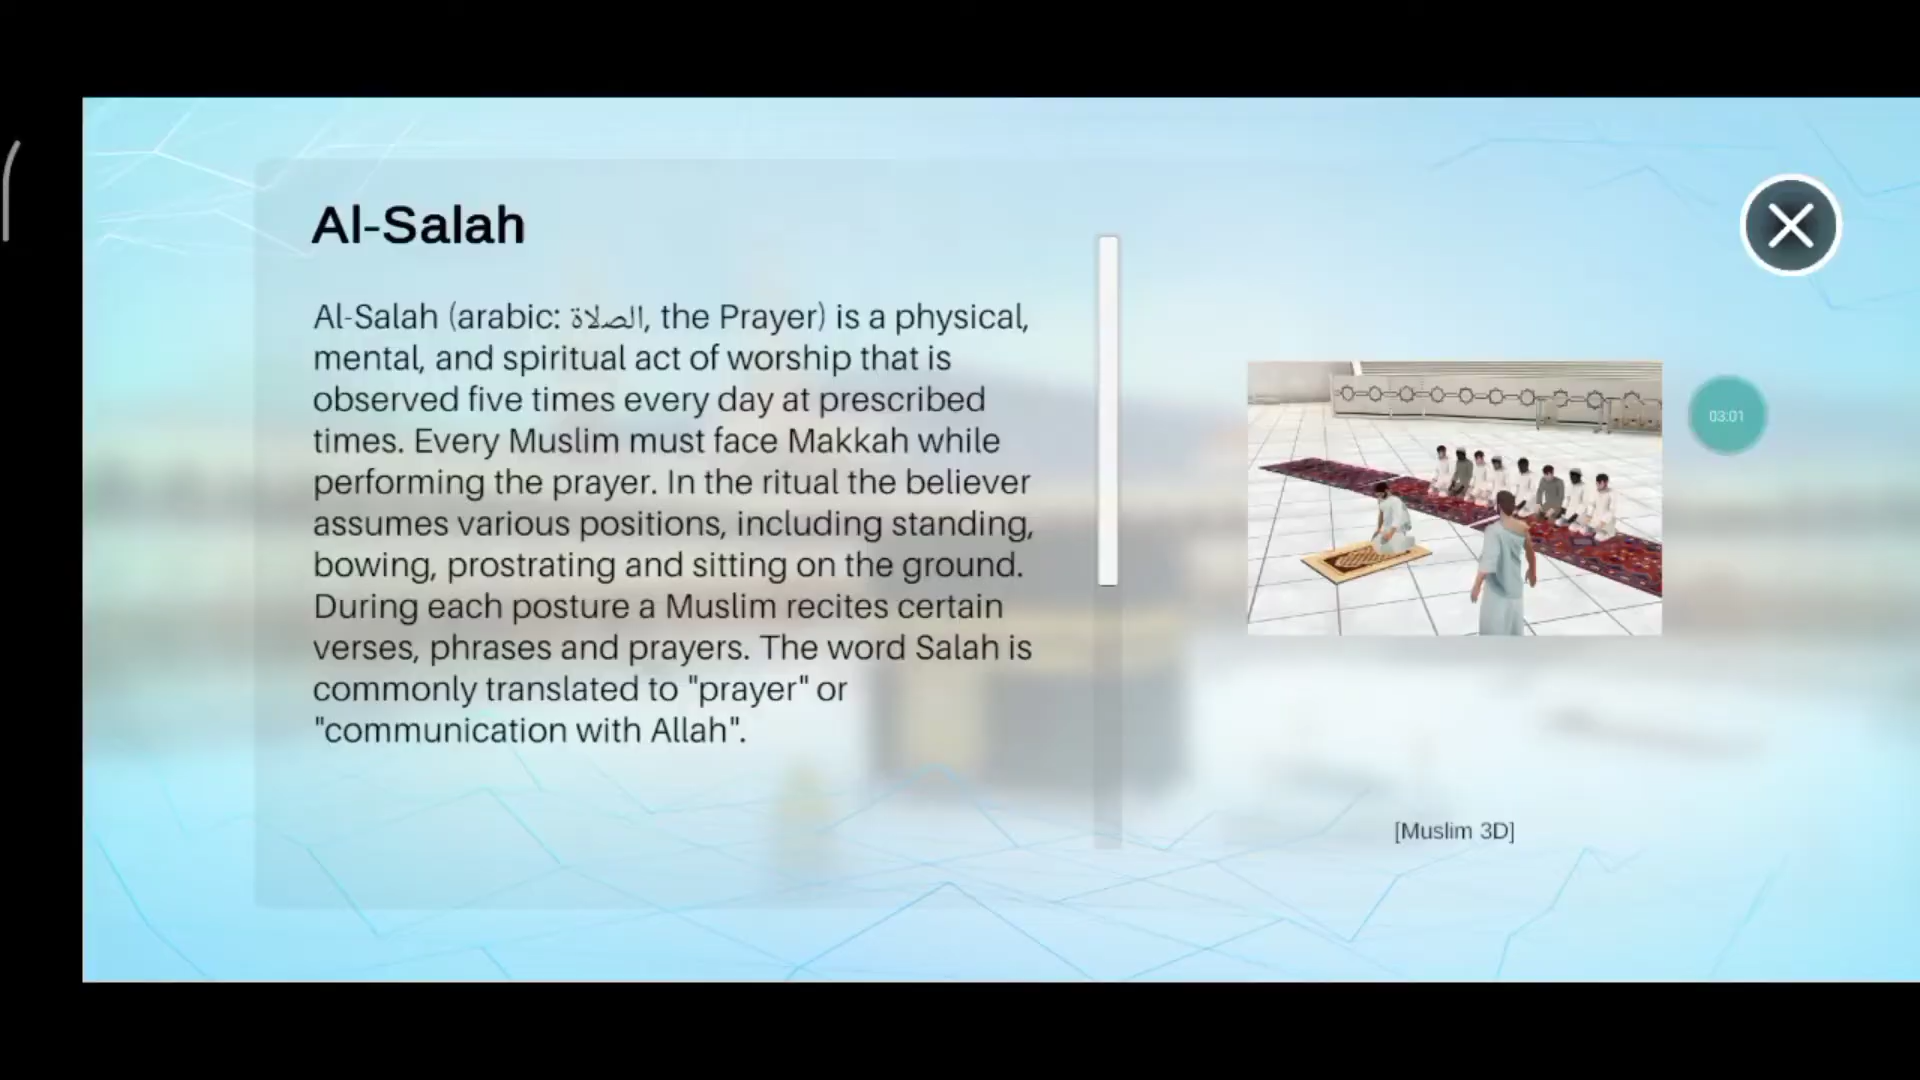 Al-Salah
Al-Salah (arabic: الصلاة, the Prayer) is a physical,
mental, and spiritual act of worship that is
observed five times every day at prescribed
times. Every Muslim must face Makkah while
performing the prayer. In the ritual the believer
assumes various positions, including standing,
bowing, prostrating and sitting on the ground.
During each posture a Muslim recites certain
verses, phrases and prayers. The word Salah is
commonly translated to "prayer" or
"communication with Allah".
03:01
[Muslim 3D]